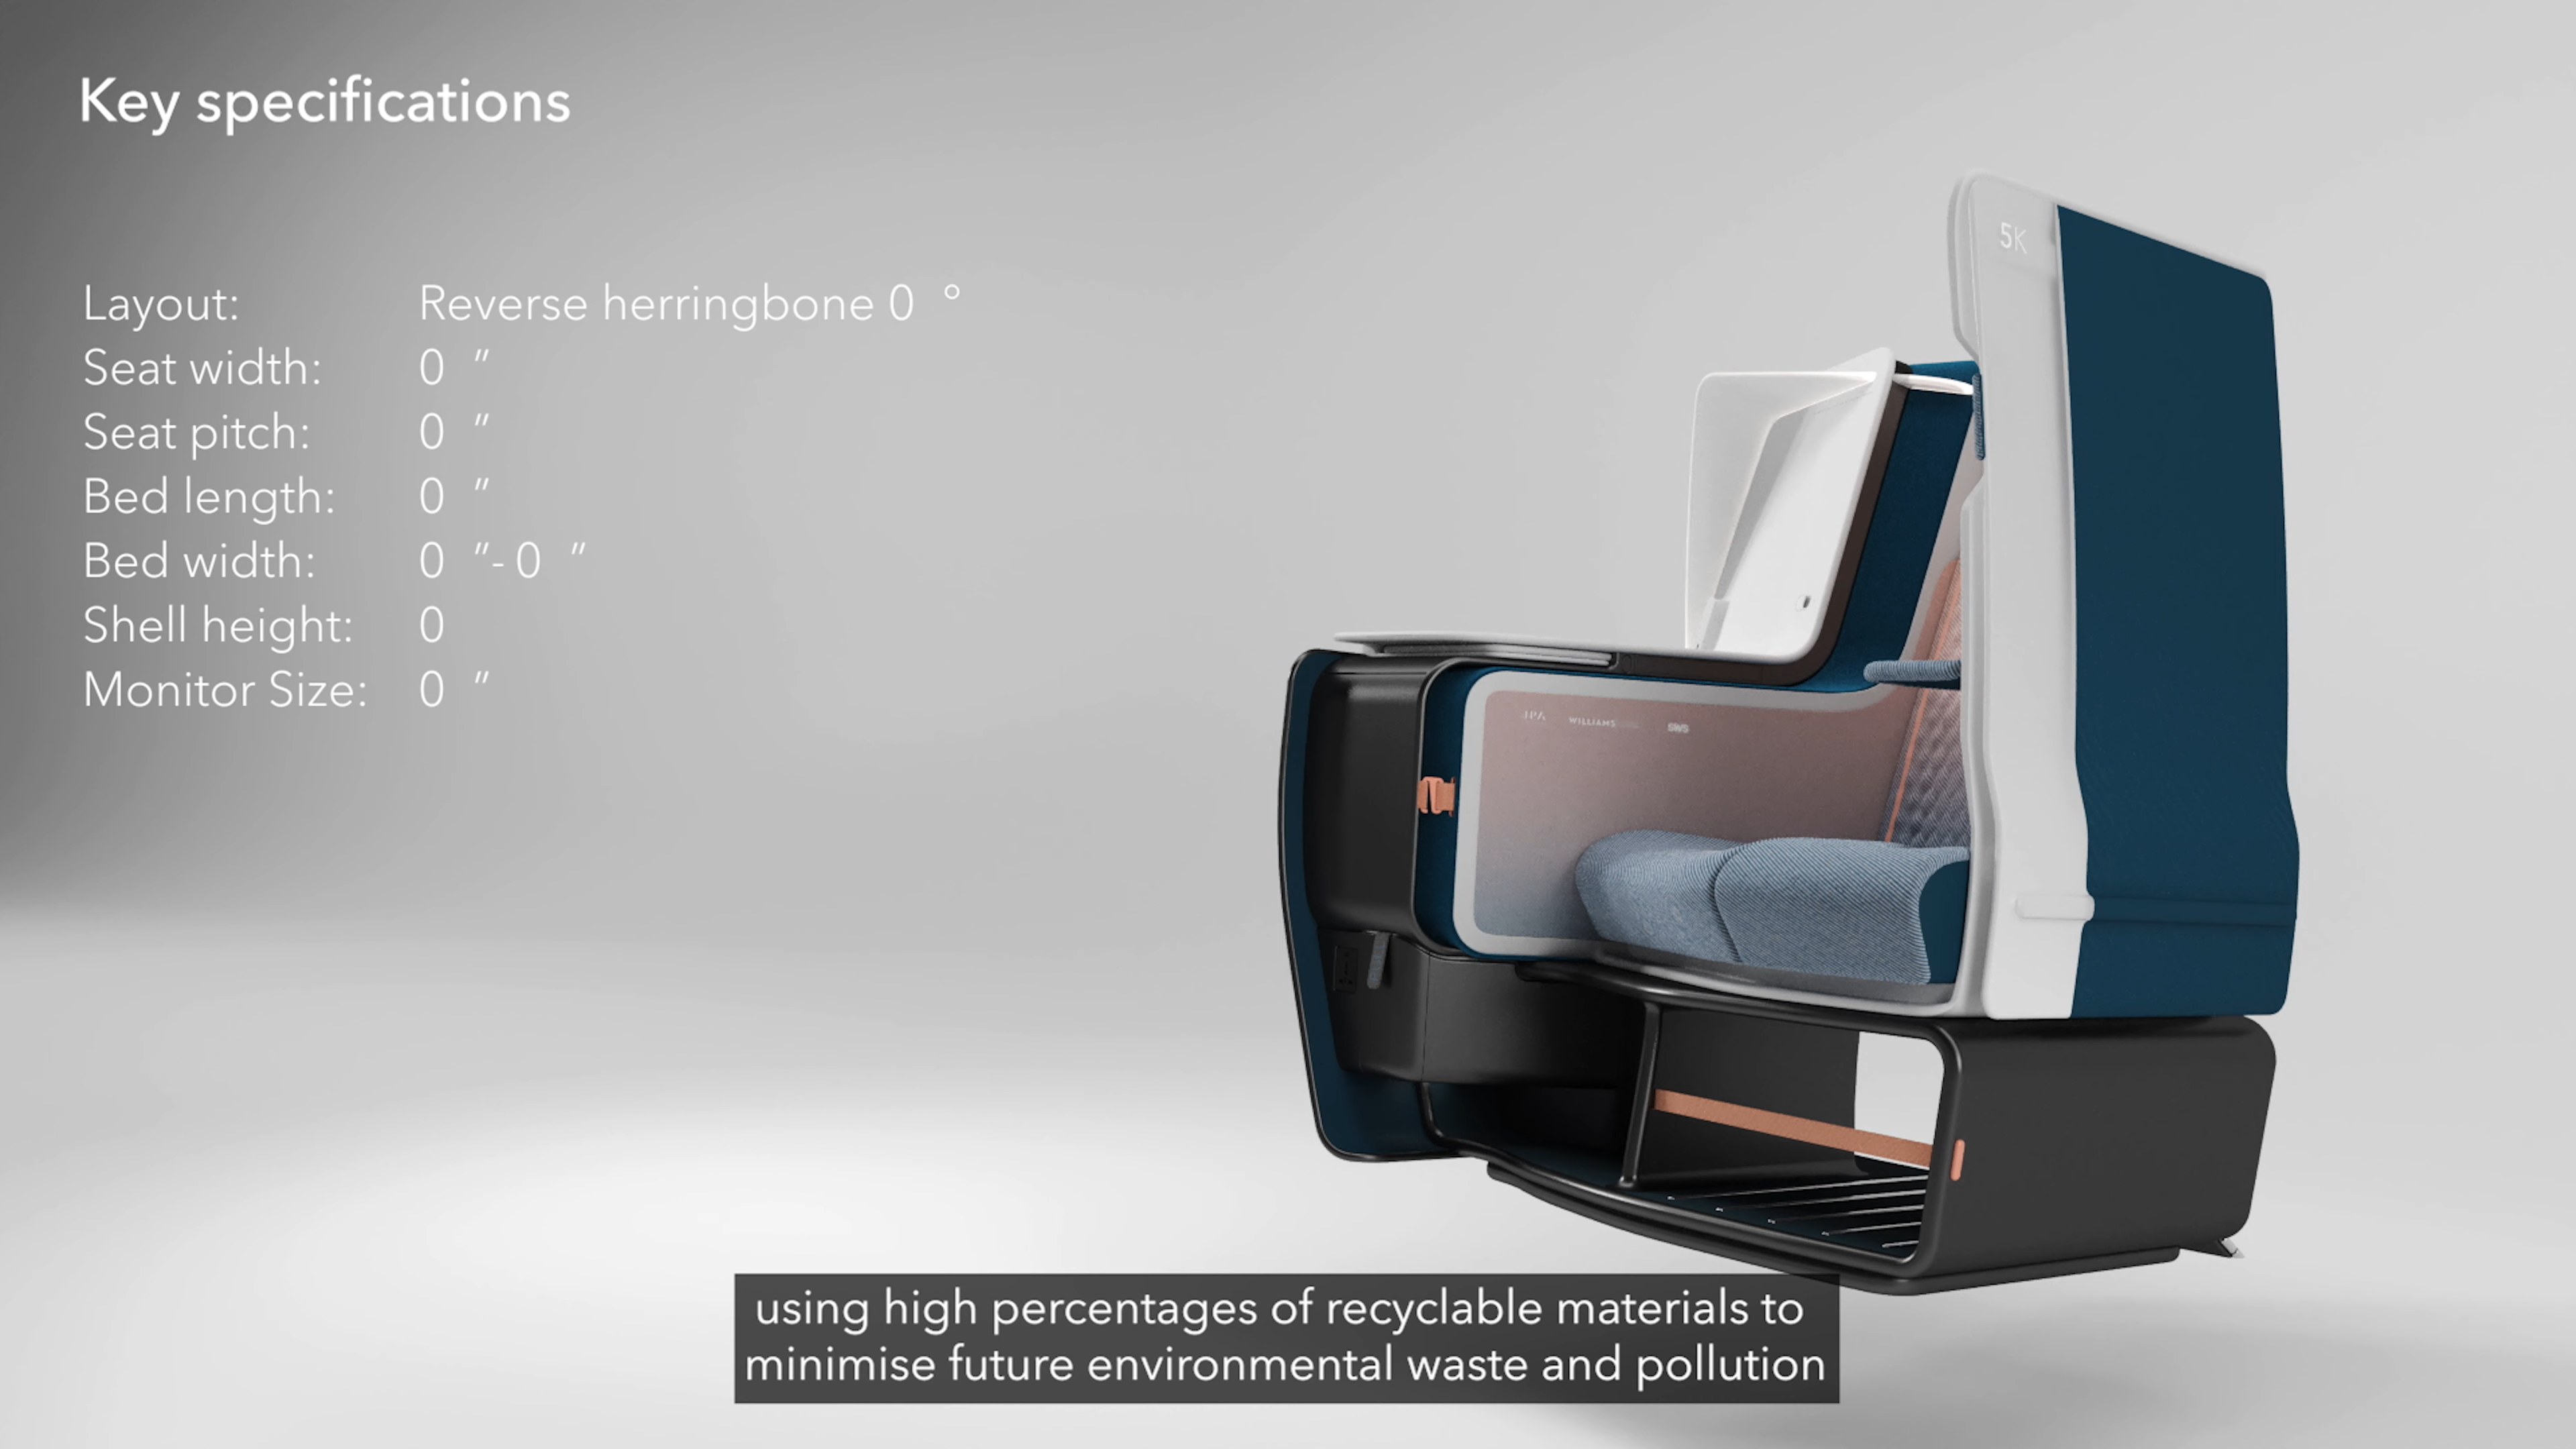 Key specifications
Layout: Reverse herringbone 0 °
Seat width: 0 "
Seat pitch: 0 "
Bed length: 0 "
Bed width: 0 "- 0 "
Shell height: 0
Monitor Size: 0 "
5K
JPA WILLIAMS SWS
using high percentages of recyclable materials to
minimise future environmental waste and pollution